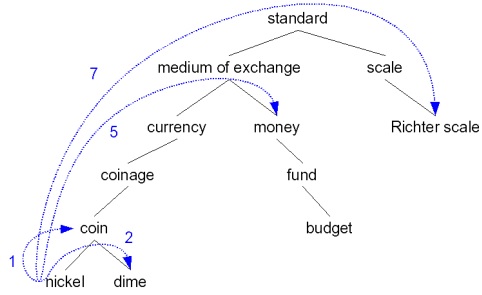 standard
7
medium of exchange
scale
5
currency
money
Richter scale
coinage
fund
coin
2
budget
1
nickel
dime